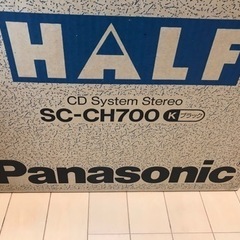 HALF
CD System Stereo
SC-CH700 K ブラック
Panasonic